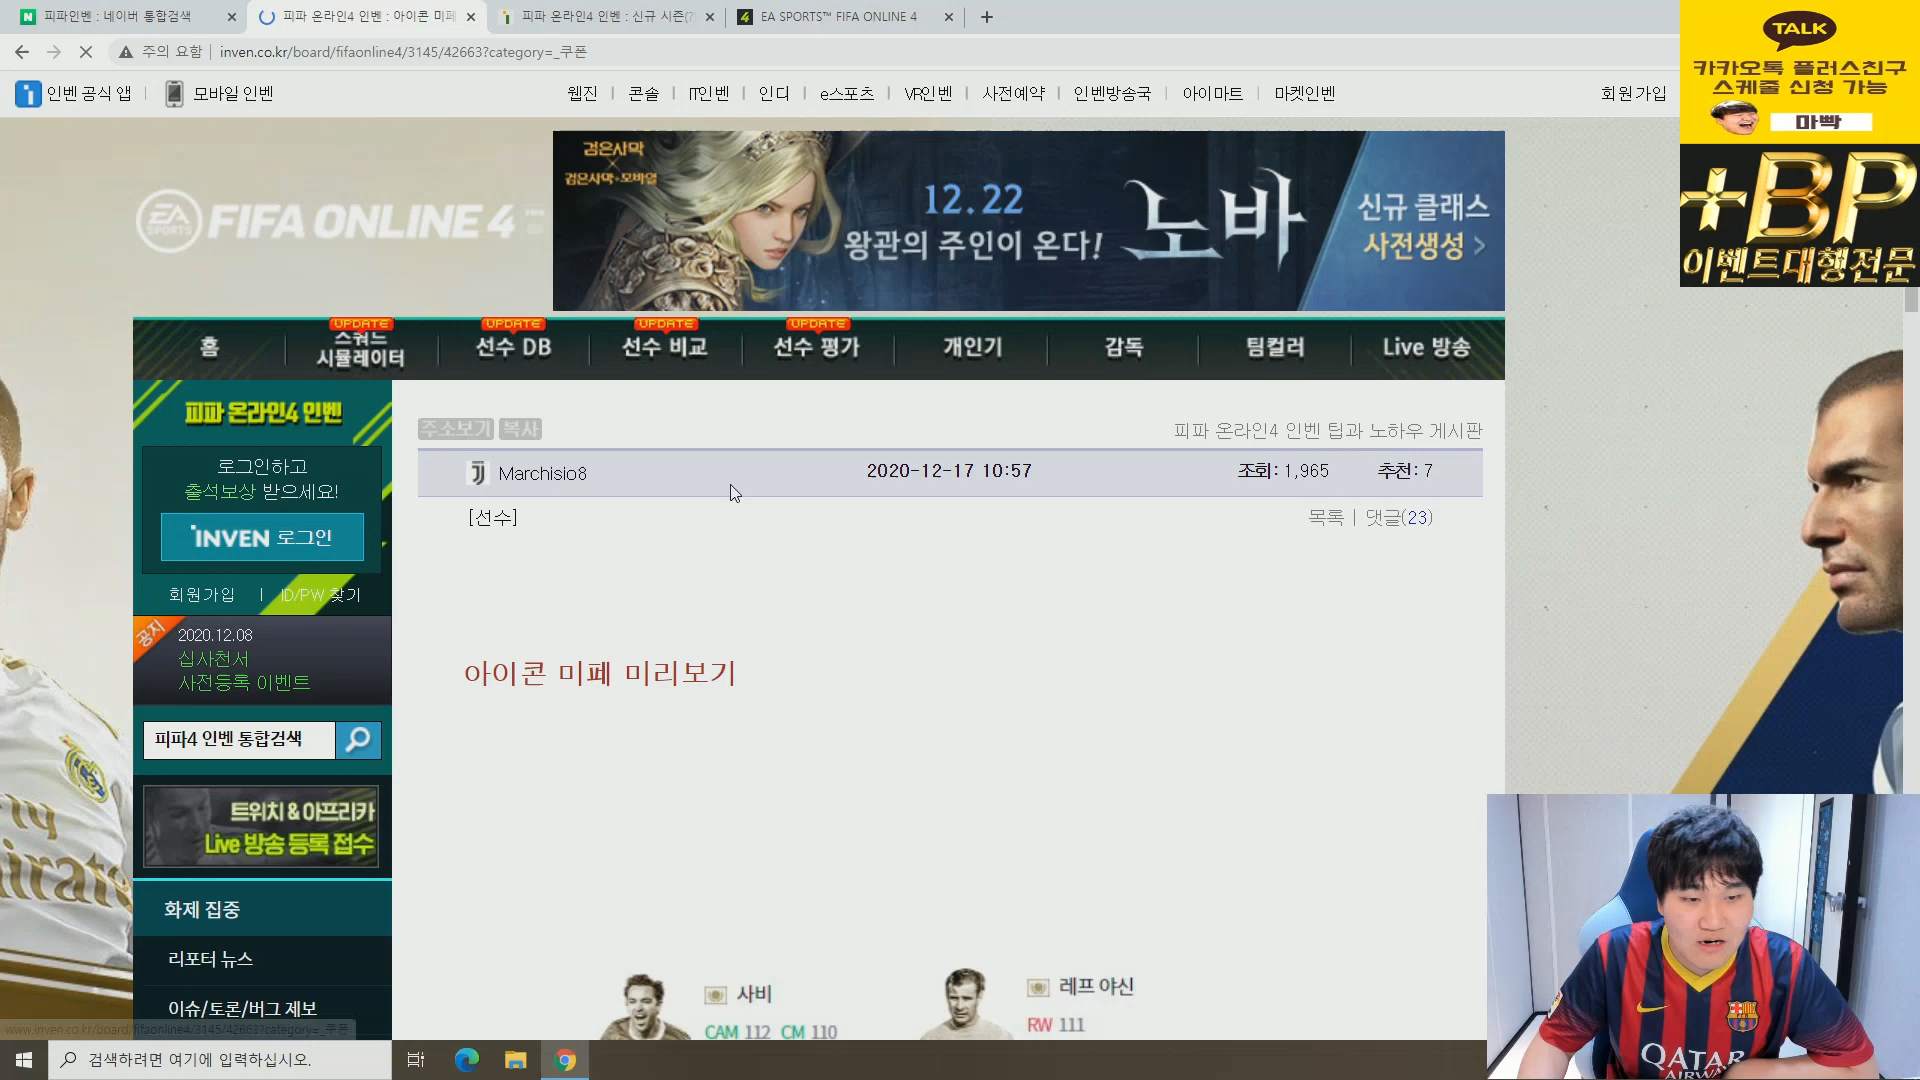 피파인벤 : 네이버 통합검색
피파 온라인4 인벤 : 아이콘 미페
피파 온라인4 인벤 : 신규 시즌(?
EA SPORTS™ FIFA ONLINE 4
주의 요함
inven.co.kr/board/fifaonline4/3145/42663?category=_쿠폰
인벤 공식 앱
모바일 인벤
웹진
콘솔
IT인벤
인디
e스포츠
VR인벤
사전예약
인벤방송국
아이마트
마켓인벤
회원가입
TALK
카카오톡 플러스친구
스케줄 신청 가능
마빡
+BP
이벤트대행전문
EA SPORTS
FIFA ONLINE 4
검은사막
×
검은사막+모바일
12.22
왕관의 주인이 온다!
노바
신규 클래스
사전생성 >
UPDATE
UPDATE
UPDATE
UPDATE
홈
스쿼드
시뮬레이터
선수 DB
선수 비교
선수 평가
개인기
감독
팀컬러
Live 방송
피파 온라인4 인벤
로그인하고
출석보상 받으세요!
INVEN 로그인
회원가입 | ID/PW 찾기
공지
2020.12.08
십사천서
사전등록 이벤트
피파4 인벤 통합검색
트위치&아프리카
Live 방송 등록 접수
화제 집중
리포터 뉴스
이슈/토론/버그 제보
주소보기 복사
피파 온라인4 인벤 팁과 노하우 게시판
Marchisio8
2020-12-17 10:57
조회: 1,965
추천: 7
[선수]
목록 | 댓글(23)
아이콘 미페 미리보기
사비
CAM 112 CM 110
레프 야신
RW 111
www.inven.co.kr/board/fifaonline4/3145/42663?category=_쿠폰
검색하려면 여기에 입력하십시오.
QATAR
AIRWAYS